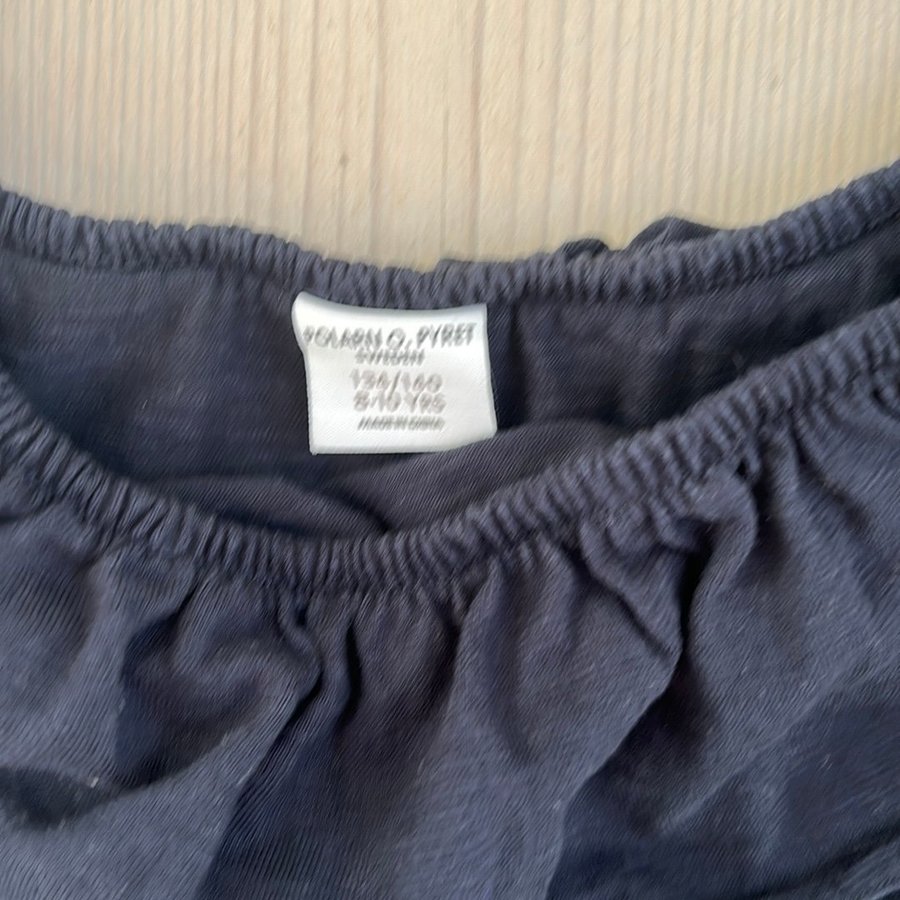 POLARN O. PYRET
SWEDEN
134/140
8-10 YRS
MADE IN CHINA